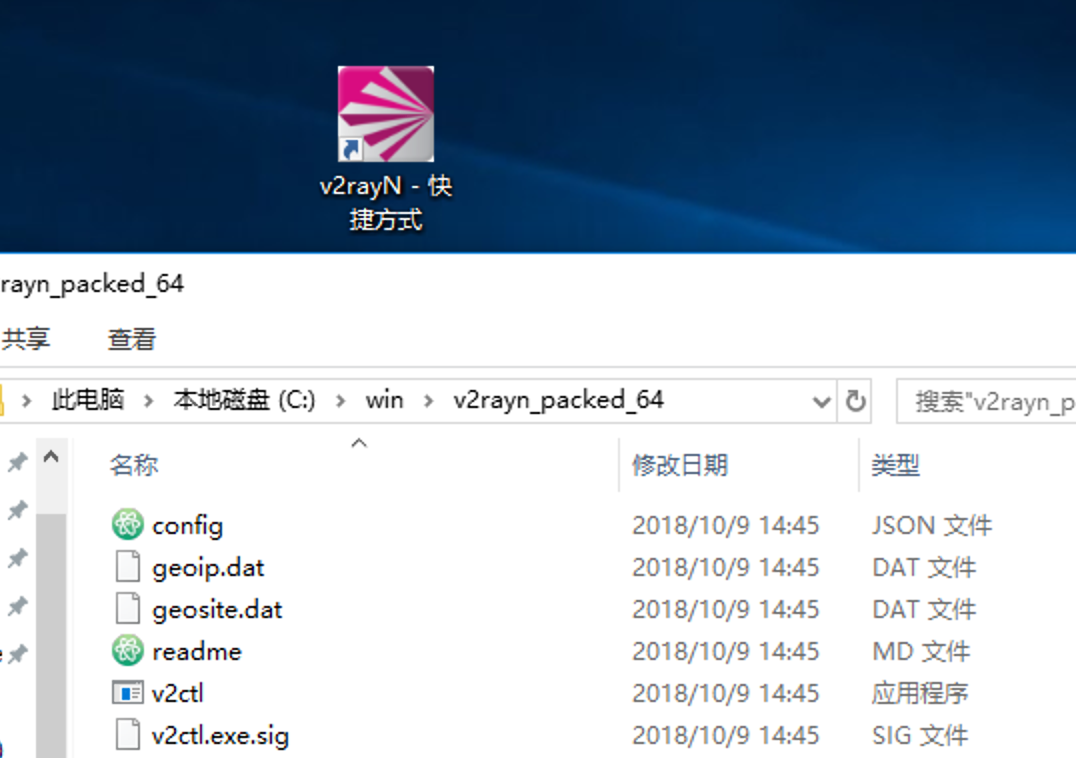 v2rayN - 快
捷方式
rayn_packed_64
共享 查看
此电脑 本地磁盘 (C:) win v2rayn_packed_64 搜索"v2rayn_p
名称 修改日期 类型
config 2018/10/9 14:45 JSON 文件
geoip.dat 2018/10/9 14:45 DAT 文件
geosite.dat 2018/10/9 14:45 DAT 文件
readme 2018/10/9 14:45 MD 文件
v2ctl 2018/10/9 14:45 应用程序
v2ctl.exe.sig 2018/10/9 14:45 SIG 文件